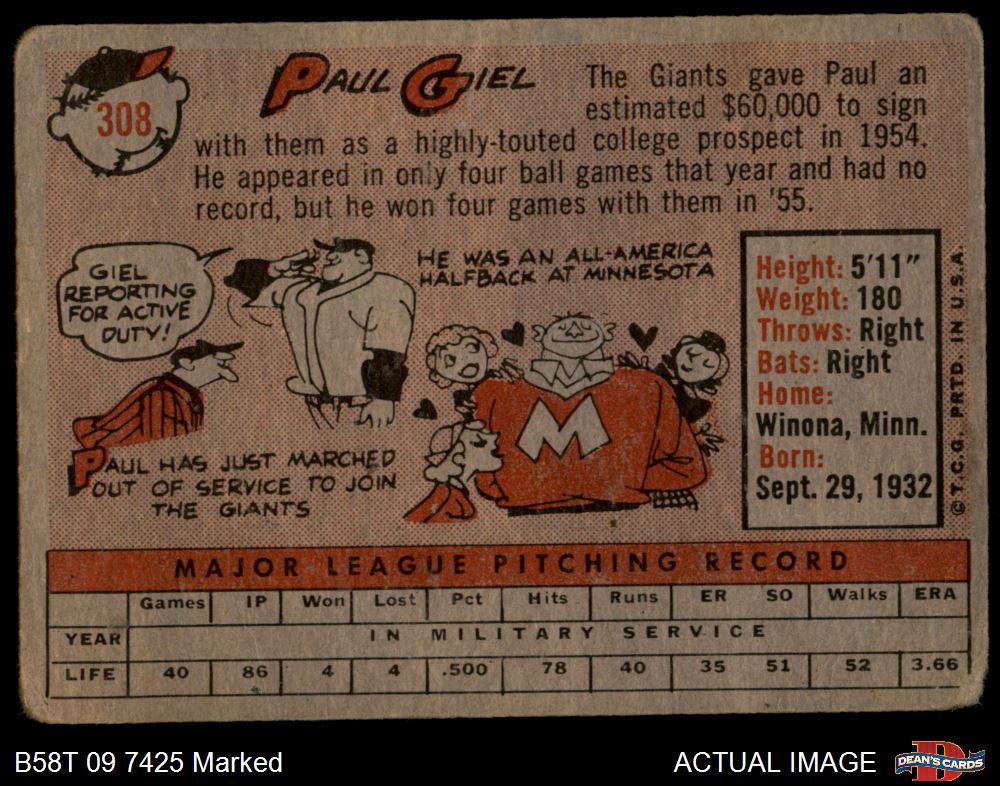 308
PAUL GIEL
The Giants gave Paul an
estimated $60,000 to sign
with them as a highly-touted college prospect in 1954.
He appeared in only four ball games that year and had no
record, but he won four games with them in '55.
GIEL
REPORTING
FOR ACTIVE
DUTY!
HE WAS AN ALL-AMERICA
HALFBACK AT MINNESOTA
M
PAUL HAS JUST MARCHED
OUT OF SERVICE TO JOIN
THE GIANTS
Height: 5'11"
Weight: 180
Throws: Right
Bats: Right
Home:
Winona, Minn.
Born:
Sept. 29, 1932
© T.C.G. PRTD. IN U.S.A.
MAJOR LEAGUE PITCHING RECORD
Games IP Won Lost Pct Hits Runs ER SO Walks ERA
YEAR IN MILITARY SERVICE
LIFE 40 86 4 4 .500 78 40 35 51 52 3.66
B58T 09 7425 Marked
ACTUAL IMAGE
D
DEAN'S CARDS